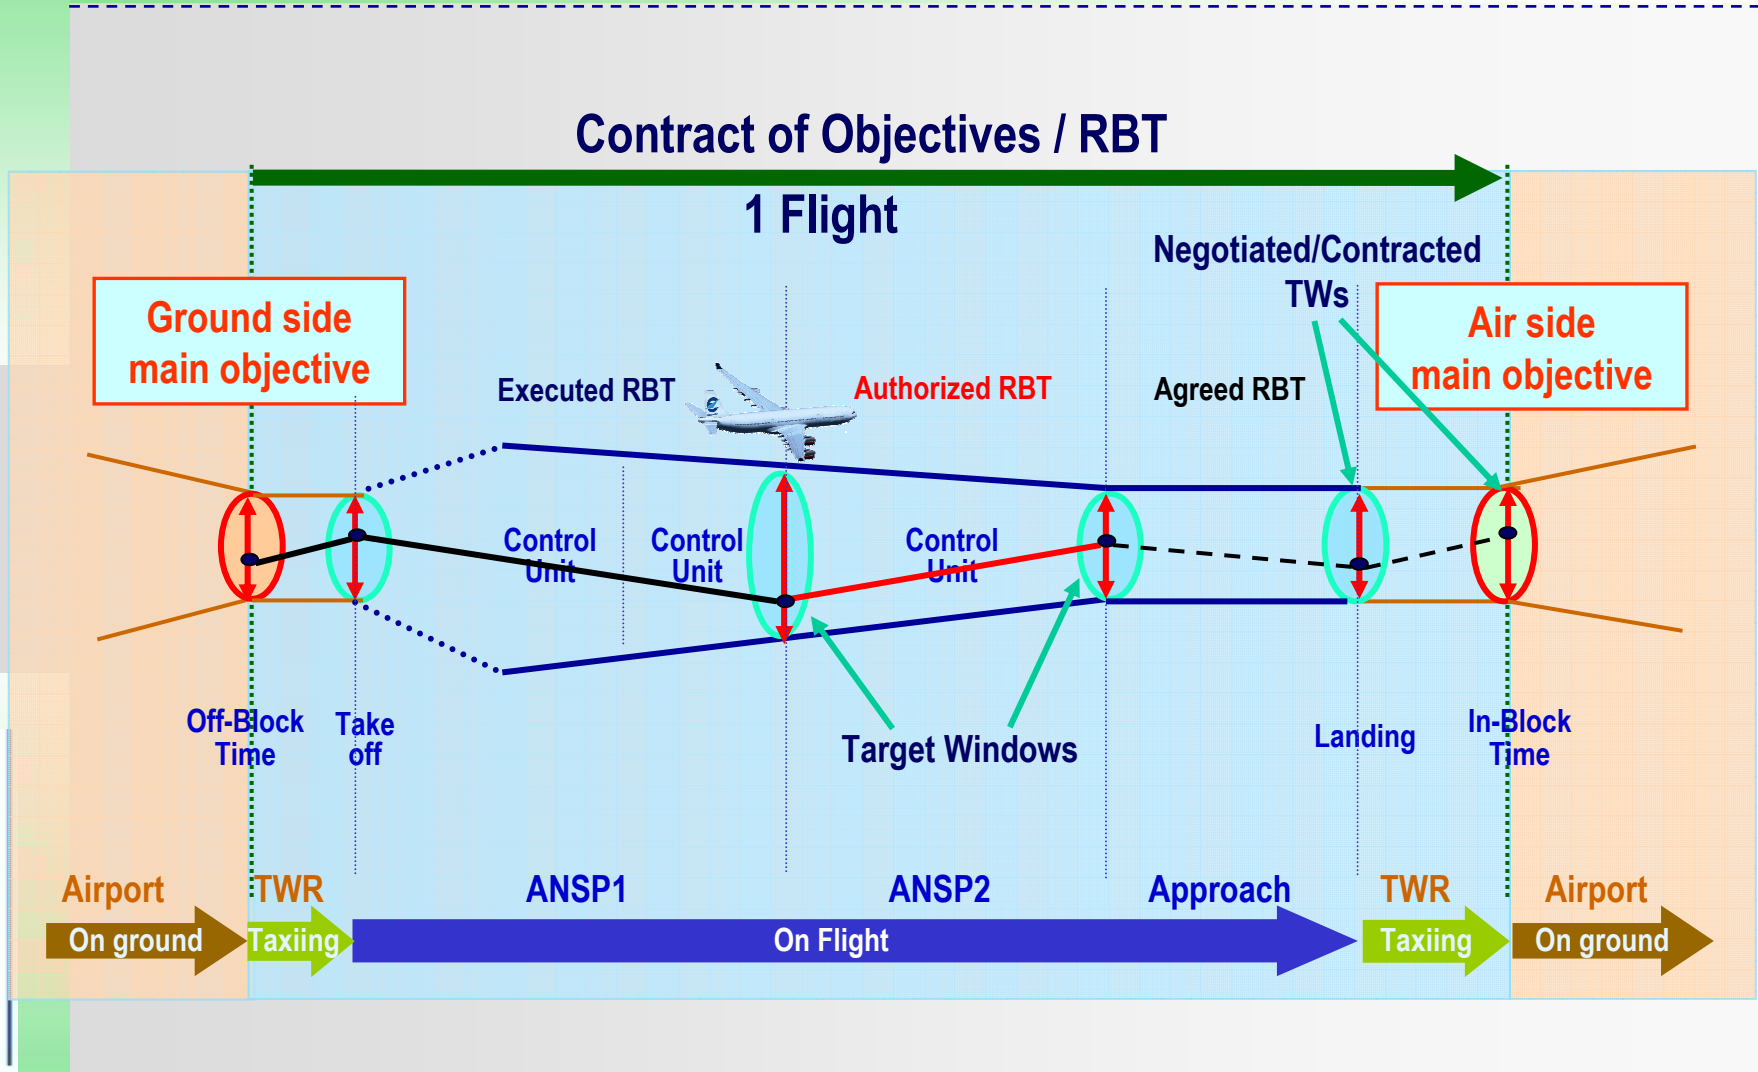 Contract of Objectives / RBT
1 Flight
Negotiated/Contracted
TWs
Ground side
main objective
Air side
main objective
Executed RBT
Authorized RBT
Agreed RBT
Control
Unit
Control
Unit
Control
Unit
Off-Block
Time
Take
off
Target Windows
Landing
In-Block
Time
Airport
TWR
ANSP1
ANSP2
Approach
TWR
Airport
On ground
Taxiing
On Flight
Taxiing
On ground